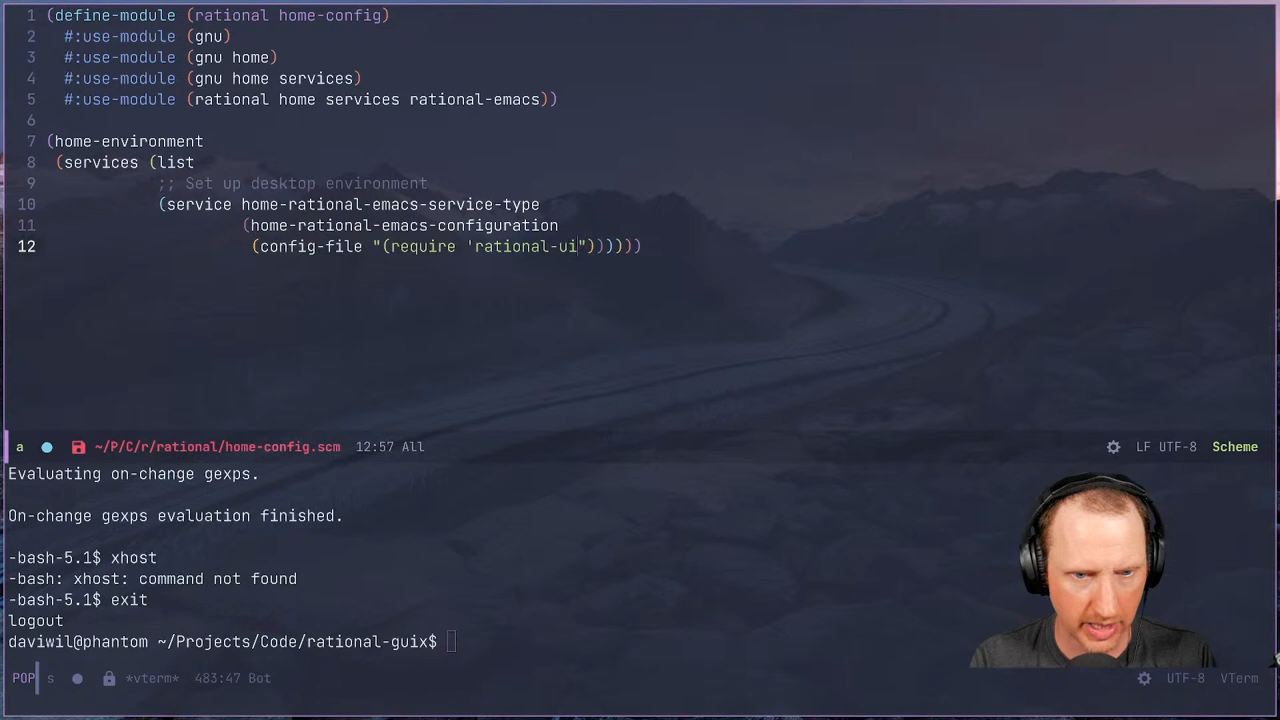 1 (define-module (rational home-config)
2 #:use-module (gnu)
3 #:use-module (gnu home)
4 #:use-module (gnu home services)
5 #:use-module (rational home services rational-emacs))
6
7 (home-environment
8 (services (list
9 ;; Set up desktop environment
10 (service home-rational-emacs-service-type
11 (home-rational-emacs-configuration
12 (config-file "(require 'rational-ui"))))))
a ~/P/C/r/rational/home-config.scm 12:57 All LF UTF-8 Scheme
Evaluating on-change gexps.
On-change gexps evaluation finished.
-bash-5.1$ xhost
-bash: xhost: command not found
-bash-5.1$ exit
logout
daviwil@phantom ~/Projects/Code/rational-guix$
POP s *vterm* 483:47 Bot UTF-8 VTerm